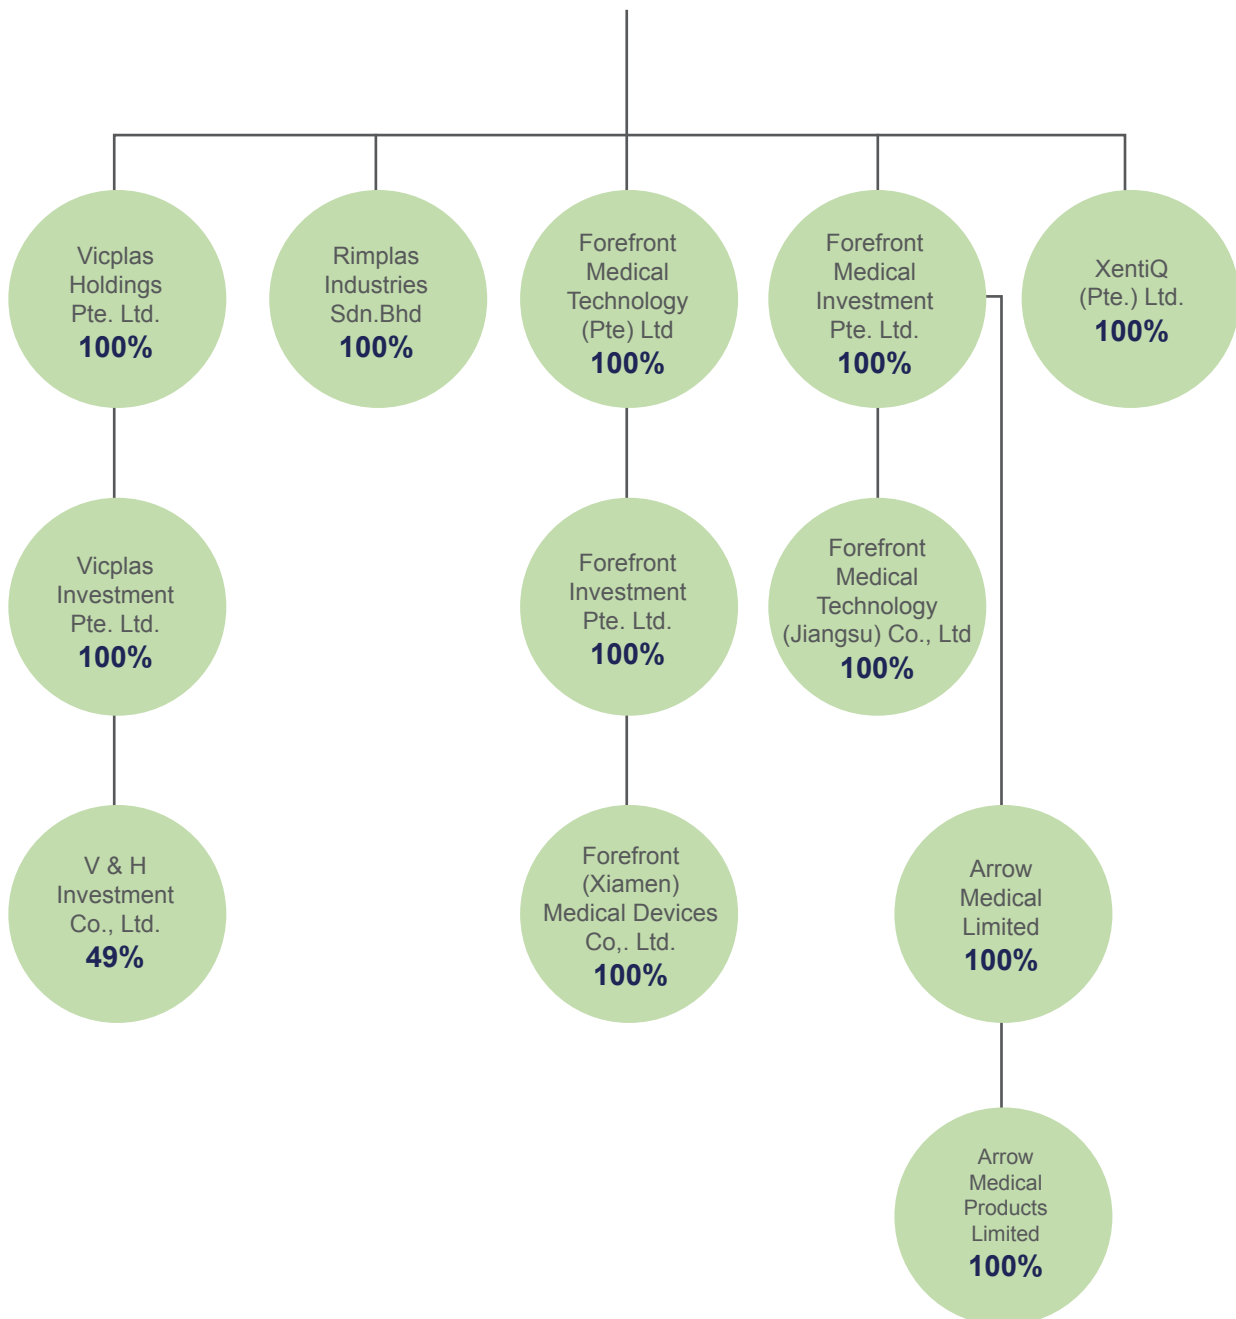 Vicplas
Holdings
Pte. Ltd.
100%
Rimplas
Industries
Sdn.Bhd
100%
Forefront
Medical
Technology
(Pte) Ltd
100%
Forefront
Medical
Investment
Pte. Ltd.
100%
XentiQ
(Pte.) Ltd.
100%
Vicplas
Investment
Pte. Ltd.
100%
Forefront
Investment
Pte. Ltd.
100%
Forefront
Medical
Technology
(Jiangsu) Co., Ltd
100%
V & H
Investment
Co., Ltd.
49%
Forefront
(Xiamen)
Medical Devices
Co,. Ltd.
100%
Arrow
Medical
Limited
100%
Arrow
Medical
Products
Limited
100%